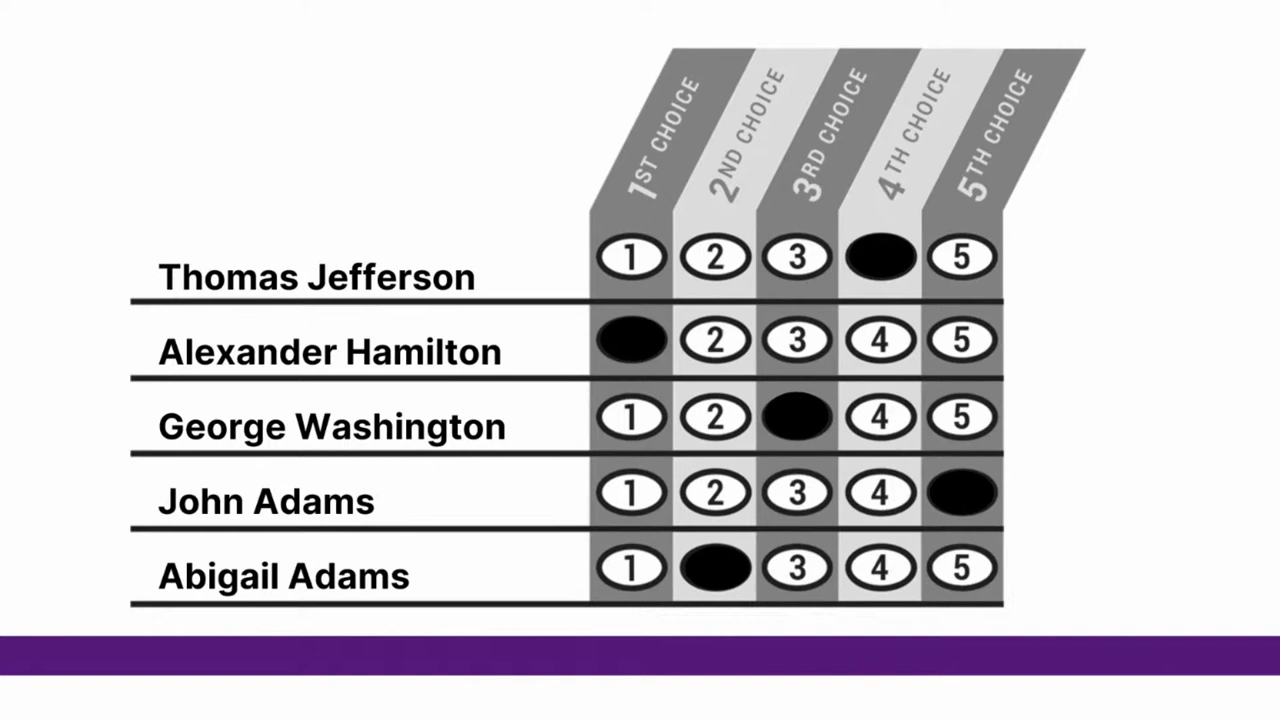 1ST CHOICE 2ND CHOICE 3RD CHOICE 4TH CHOICE 5TH CHOICE
Thomas Jefferson 1 2 3 5
Alexander Hamilton 2 3 4 5
George Washington 1 2 4 5
John Adams 1 2 3 4
Abigail Adams 1 3 4 5